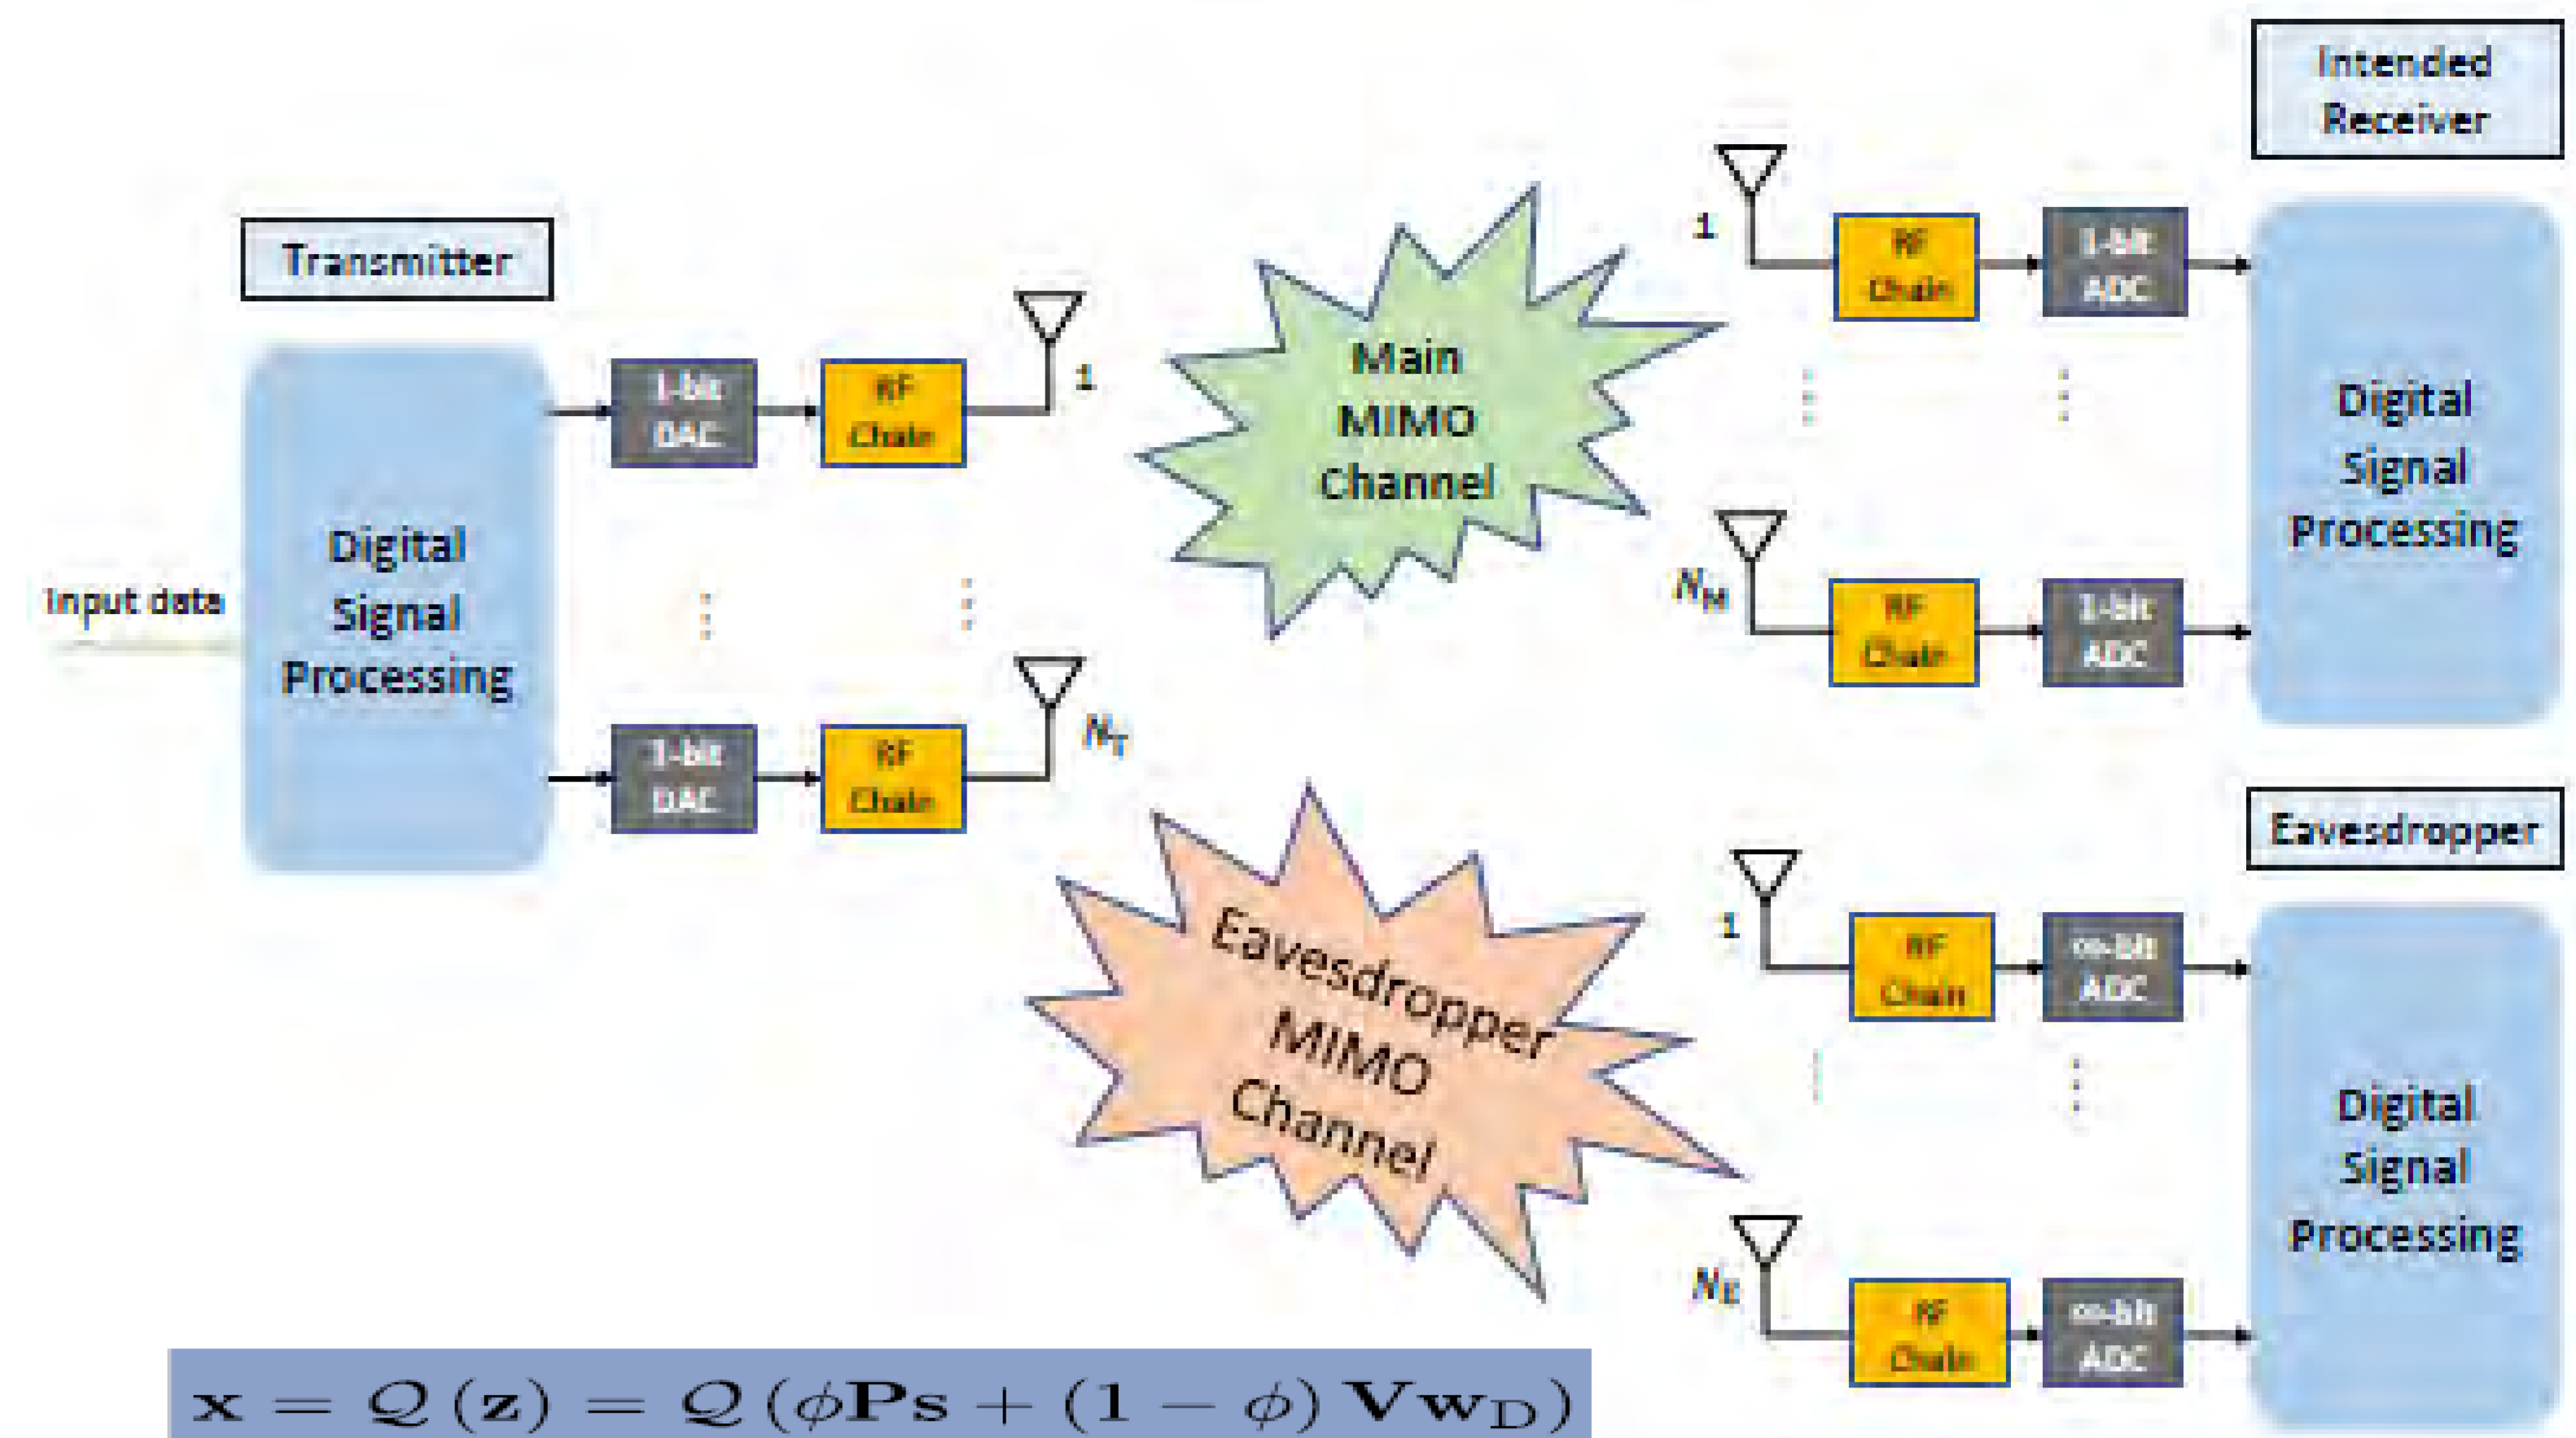 Transmitter
Input data
Digital
Signal
Processing
1-bit
DAC
RF
Chain
1
1-bit
DAC
RF
Chain
N_T
Main
MIMO
Channel
Eavesdropper
MIMO
Channel
Intended
Receiver
1
RF
Chain
1-bit
ADC
N_M
RF
Chain
1-bit
ADC
Digital
Signal
Processing
Eavesdropper
1
RF
Chain
∞-bit
ADC
N_E
RF
Chain
∞-bit
ADC
Digital
Signal
Processing
x = Q (z) = Q (ϕPs + (1 − ϕ) Vw_D)